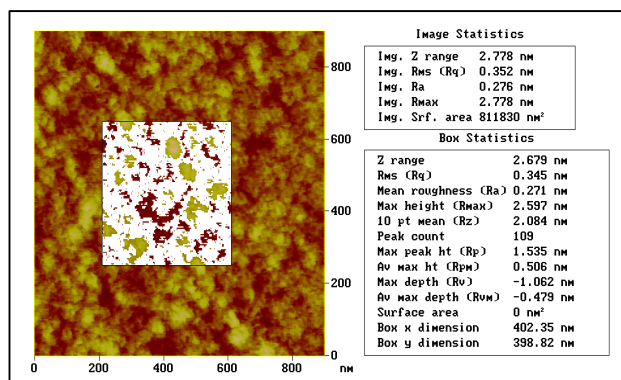 Image Statistics
Img. Z range 2.778 nm
Img. Rms (Rq) 0.352 nm
Img. Ra 0.276 nm
Img. Rmax 2.778 nm
Img. Srf. area 811830 nm²
Box Statistics
Z range 2.679 nm
Rms (Rq) 0.345 nm
Mean roughness (Ra) 0.271 nm
Max height (Rmax) 2.597 nm
10 pt mean (Rz) 2.084 nm
Peak count 109
Max peak ht (Rp) 1.535 nm
Av max ht (Rpm) 0.506 nm
Max depth (Rv) -1.062 nm
Av max depth (Rvm) -0.479 nm
Surface area 0 nm²
Box x dimension 402.35 nm
Box y dimension 398.82 nm
800
600
400
200
0
0 200 400 600 800 nm